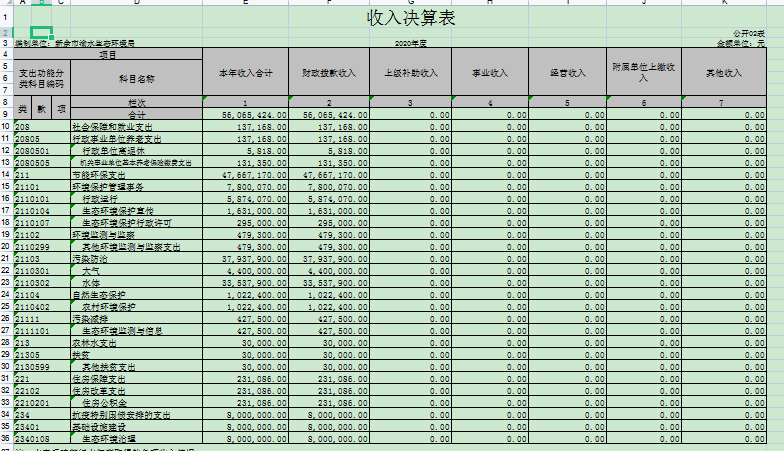 A B C D E F G H I J K
1 收入决算表
2 公开02表
3 编制单位：新余市渝水生态环境局 2020年度 金额单位：元
4 项目
5 支出功能分类科目编码 科目名称 本年收入合计 财政拨款收入 上级补助收入 事业收入 经营收入 附属单位上缴收入 其他收入
6
7
8 类 款 项 栏次 1 2 3 4 5 6 7
9 合计 56,065,424.00 56,065,424.00 0.00 0.00 0.00 0.00 0.00
10 208 社会保障和就业支出 137,168.00 137,168.00 0.00 0.00 0.00 0.00 0.00
11 20805 行政事业单位养老支出 137,168.00 137,168.00 0.00 0.00 0.00 0.00 0.00
12 2080501 行政单位离退休 5,818.00 5,818.00 0.00 0.00 0.00 0.00 0.00
13 2080505 机关事业单位基本养老保险缴费支出 131,350.00 131,350.00 0.00 0.00 0.00 0.00 0.00
14 211 节能环保支出 47,667,170.00 47,667,170.00 0.00 0.00 0.00 0.00 0.00
15 21101 环境保护管理事务 7,800,070.00 7,800,070.00 0.00 0.00 0.00 0.00 0.00
16 2110101 行政运行 5,874,070.00 5,874,070.00 0.00 0.00 0.00 0.00 0.00
17 2110104 生态环境保护宣传 1,631,000.00 1,631,000.00 0.00 0.00 0.00 0.00 0.00
18 2110107 生态环境保护行政许可 295,000.00 295,000.00 0.00 0.00 0.00 0.00 0.00
19 21102 环境监测与监察 479,300.00 479,300.00 0.00 0.00 0.00 0.00 0.00
20 2110299 其他环境监测与监察支出 479,300.00 479,300.00 0.00 0.00 0.00 0.00 0.00
21 21103 污染防治 37,937,900.00 37,937,900.00 0.00 0.00 0.00 0.00 0.00
22 2110301 大气 4,400,000.00 4,400,000.00 0.00 0.00 0.00 0.00 0.00
23 2110302 水体 33,537,900.00 33,537,900.00 0.00 0.00 0.00 0.00 0.00
24 21104 自然生态保护 1,022,400.00 1,022,400.00 0.00 0.00 0.00 0.00 0.00
25 2110402 农村环境保护 1,022,400.00 1,022,400.00 0.00 0.00 0.00 0.00 0.00
26 21111 污染减排 427,500.00 427,500.00 0.00 0.00 0.00 0.00 0.00
27 2111101 生态环境监测与信息 427,500.00 427,500.00 0.00 0.00 0.00 0.00 0.00
28 213 农林水支出 30,000.00 30,000.00 0.00 0.00 0.00 0.00 0.00
29 21305 扶贫 30,000.00 30,000.00 0.00 0.00 0.00 0.00 0.00
30 2130599 其他扶贫支出 30,000.00 30,000.00 0.00 0.00 0.00 0.00 0.00
31 221 住房保障支出 231,086.00 231,086.00 0.00 0.00 0.00 0.00 0.00
32 22102 住房改革支出 231,086.00 231,086.00 0.00 0.00 0.00 0.00 0.00
33 2210201 住房公积金 231,086.00 231,086.00 0.00 0.00 0.00 0.00 0.00
34 234 抗疫特别国债安排的支出 8,000,000.00 8,000,000.00 0.00 0.00 0.00 0.00 0.00
35 23401 基础设施建设 8,000,000.00 8,000,000.00 0.00 0.00 0.00 0.00 0.00
36 2340108 生态环境治理 8,000,000.00 8,000,000.00 0.00 0.00 0.00 0.00 0.00